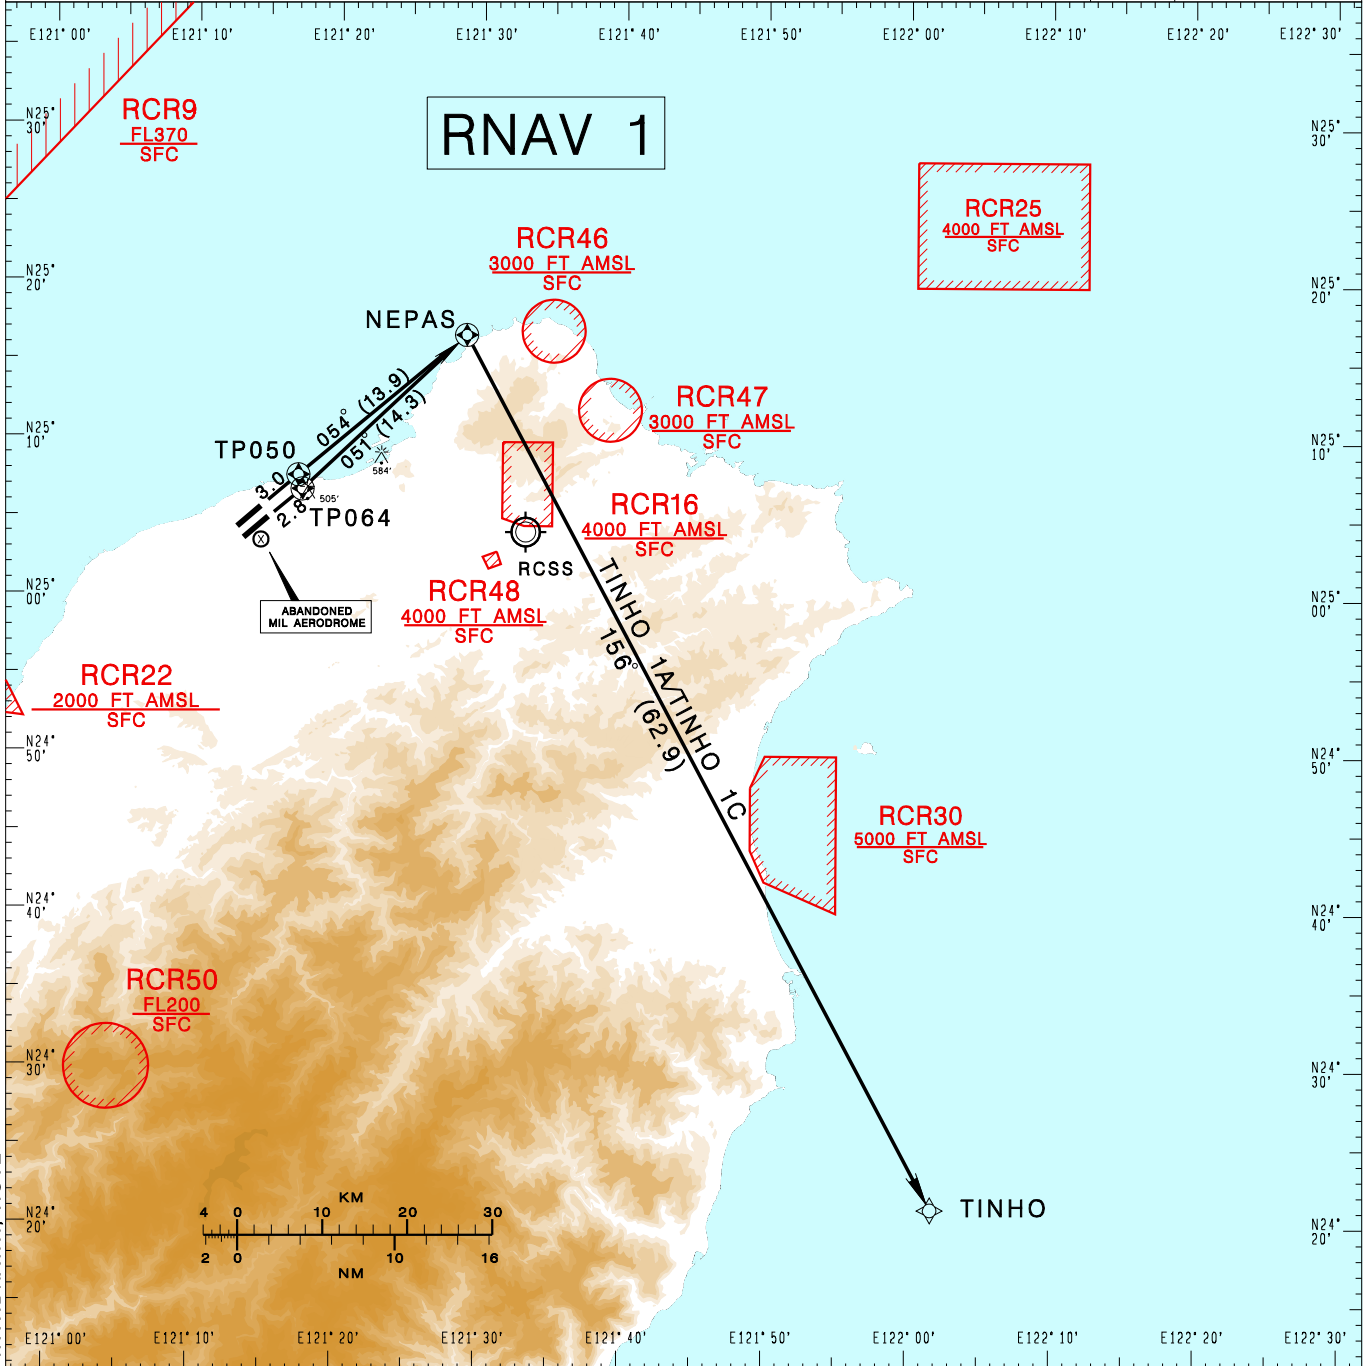 E121° 00'
E121° 10'
E121° 20'
E121° 30'
E121° 40'
E121° 50'
E122° 00'
E122° 10'
E122° 20'
E122° 30'
RCR9
FL370
SFC
N25°
30'
RNAV 1
N25°
30'
RCR25
4000 FT AMSL
SFC
RCR46
3000 FT AMSL
SFC
N25°
20'
N25°
20'
NEPAS
054° (13.9)
051° (14.3)
RCR47
3000 FT AMSL
SFC
N25°
10'
N25°
10'
TP050
584'
3.0
505'
2.8
TP064
RCR16
4000 FT AMSL
SFC
RCSS
RCR48
4000 FT AMSL
SFC
N25°
00'
N25°
00'
ABANDONED
MIL AERODROME
TINHO 1A/TINHO 1C
156° (62.9)
RCR22
2000 FT AMSL
SFC
N24°
50'
N24°
50'
RCR30
5000 FT AMSL
SFC
N24°
40'
N24°
40'
RCR50
FL200
SFC
N24°
30'
N24°
30'
TINHO
N24°
20'
N24°
20'
KM
4 0 10 20 30
2 0 10 16
NM
E121° 00'
E121° 10'
E121° 20'
E121° 30'
E121° 40'
E121° 50'
E122° 00'
E122° 10'
E122° 20'
E122° 30'